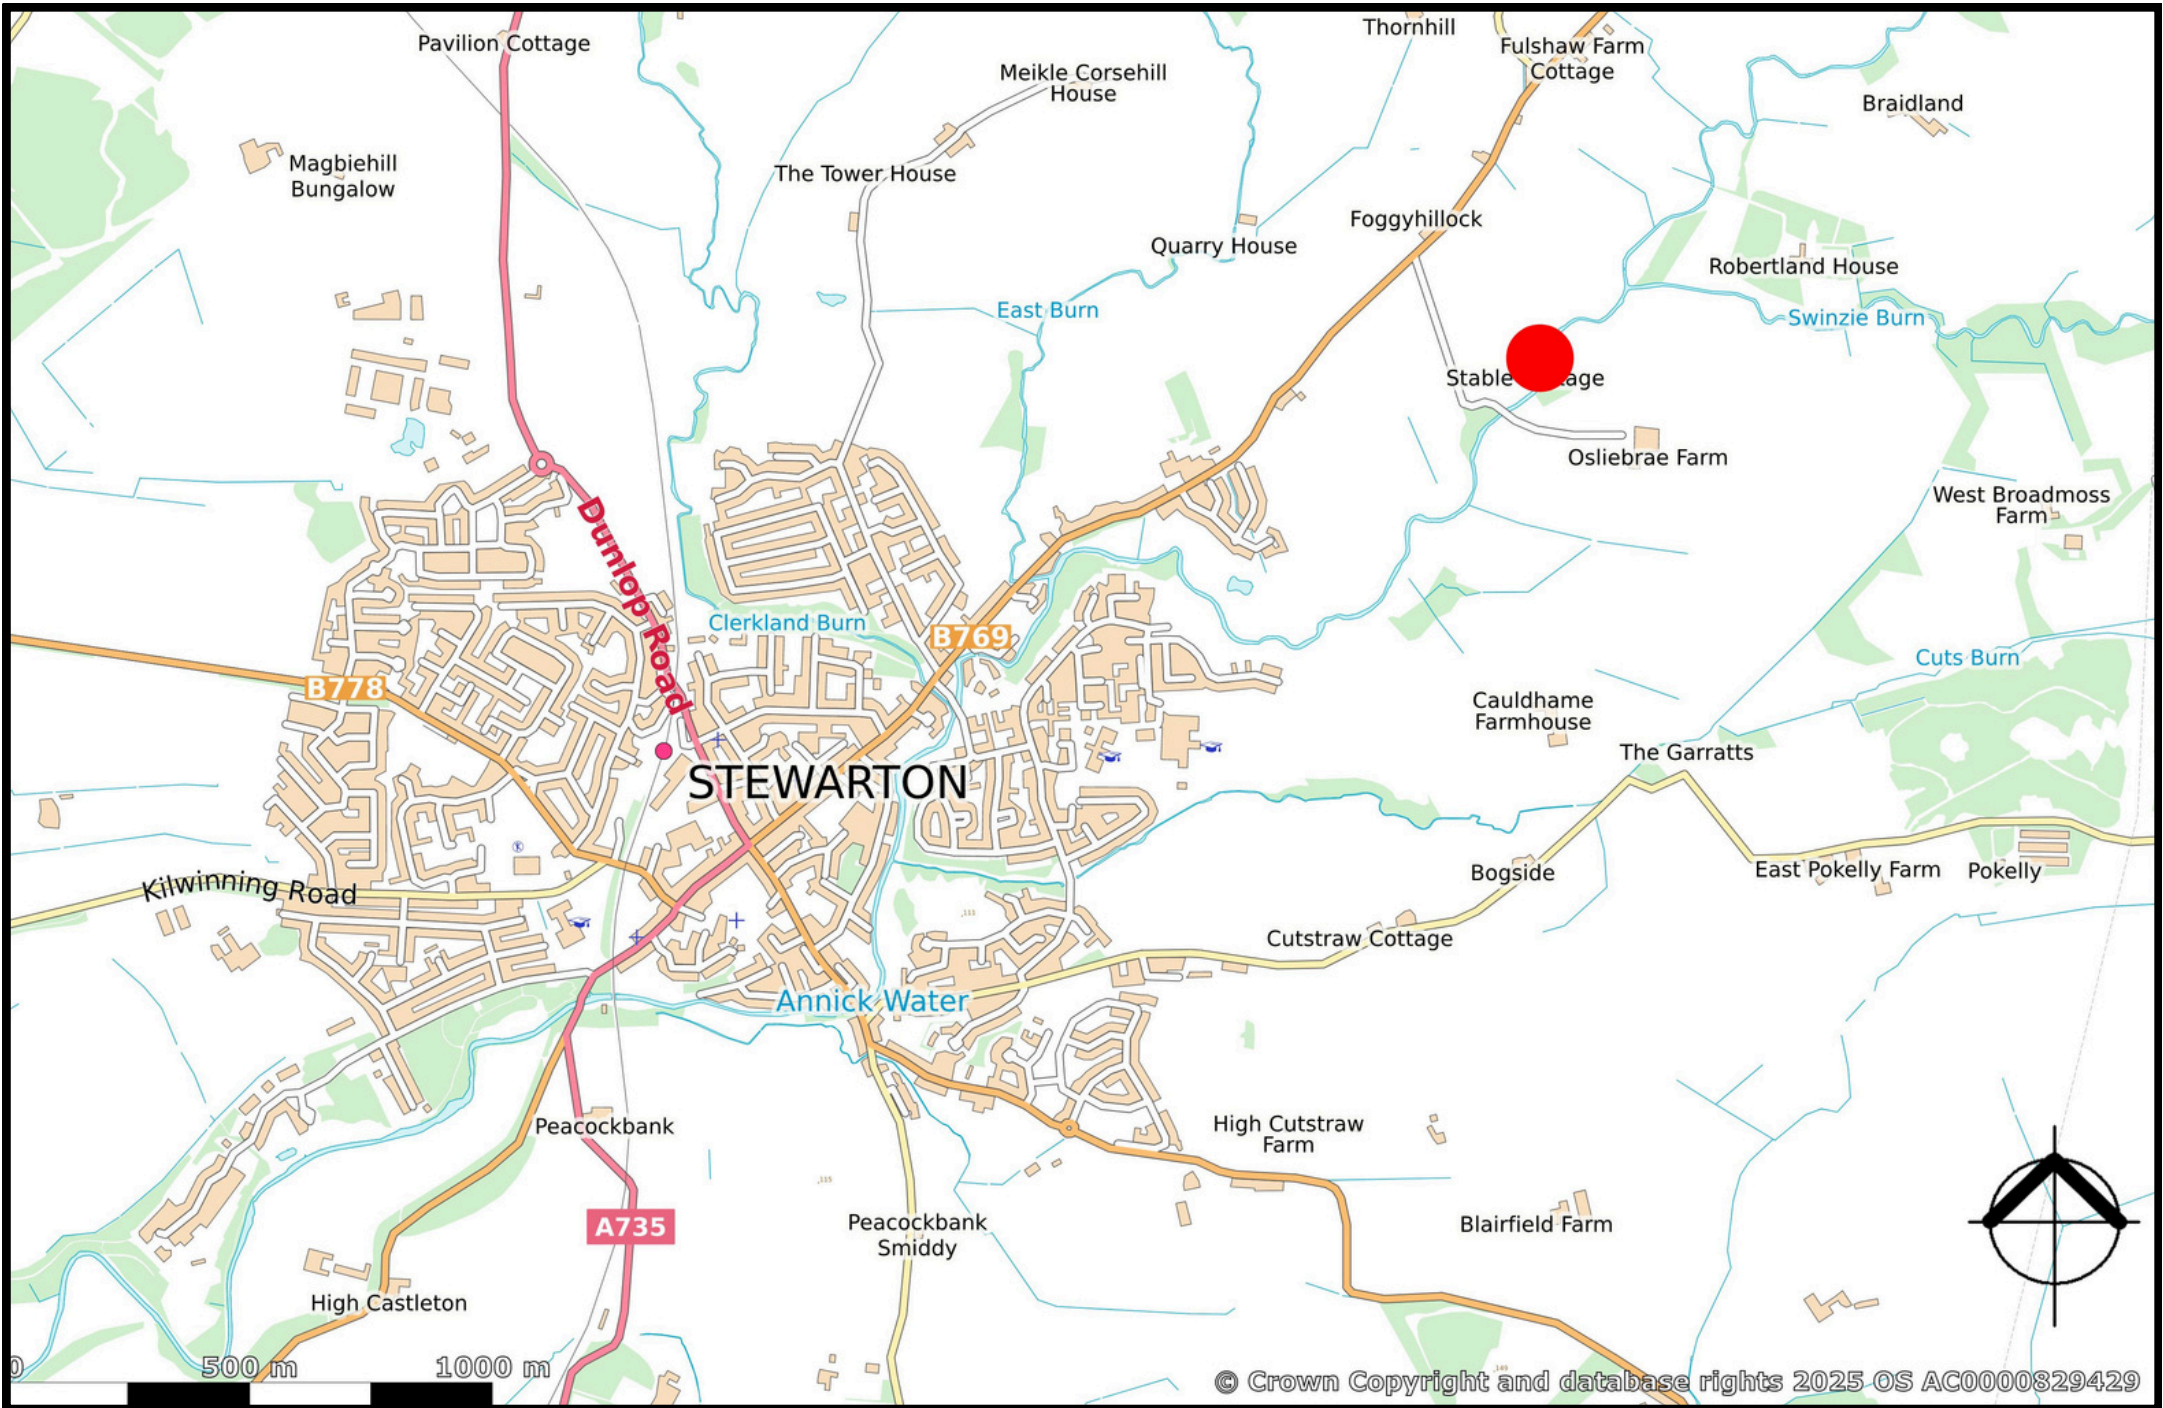 Pavilion Cottage
Thornhill
Fulshaw Farm
Cottage
Meikle Corsehill
House
Braidland
Magbiehill
Bungalow
The Tower House
Foggyhillock
Quarry House
Robertland House
East Burn
Swinzie Burn
Stable
Osliebrae Farm
West Broadmoss
Farm
Dunlop Road
Clerkland Burn
B769
Cuts Burn
B778
Cauldhame
Farmhouse
The Garratts
STEWARTON
Bogside
East Pokelly Farm
Pokelly
Kilwinning Road
111
Cutstraw Cottage
Annick Water
Peacockbank
High Cutstraw
Farm
115
A735
Peacockbank
Smiddy
Blairfield Farm
High Castleton
0 500 m 1000 m
149
© Crown Copyright and database rights 2025 OS AC0000829429